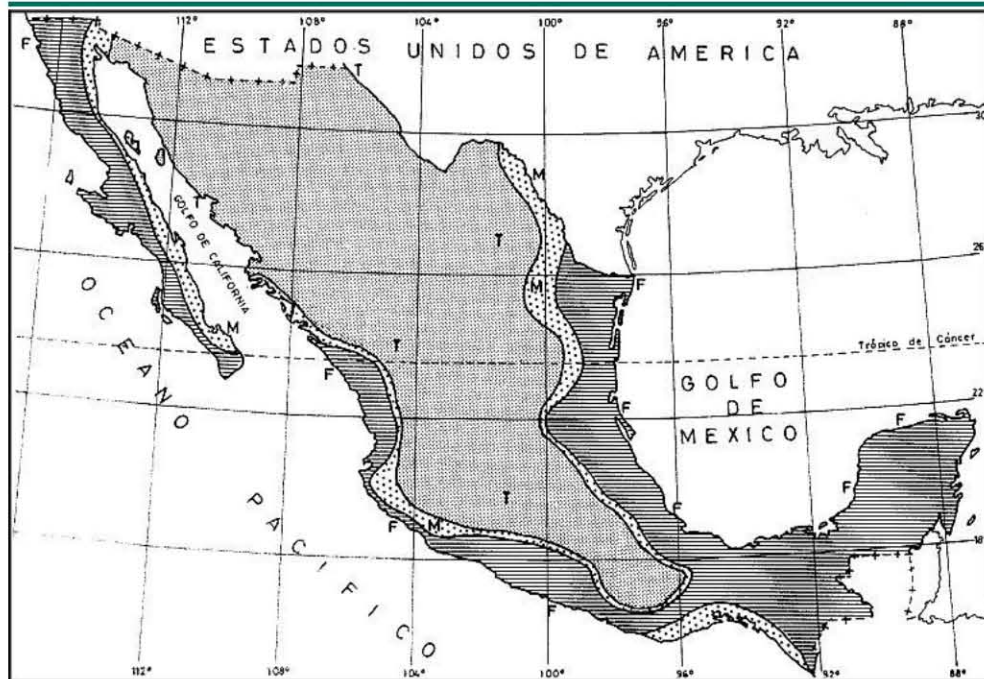 112° 108° 104° 100° 96° 92° 88°
ESTADOS UNIDOS DE AMERICA
F
T
30
M
GOLFO DE CALIFORNIA
T
26
M
F
M
OCEANO PACIFICO
T
F
Trópico de Cáncer
GOLFO
DE
MEXICO
22
F
F
T
F
F
F
M
18
F
112° 108° 104° 100° 96° 92° 88°